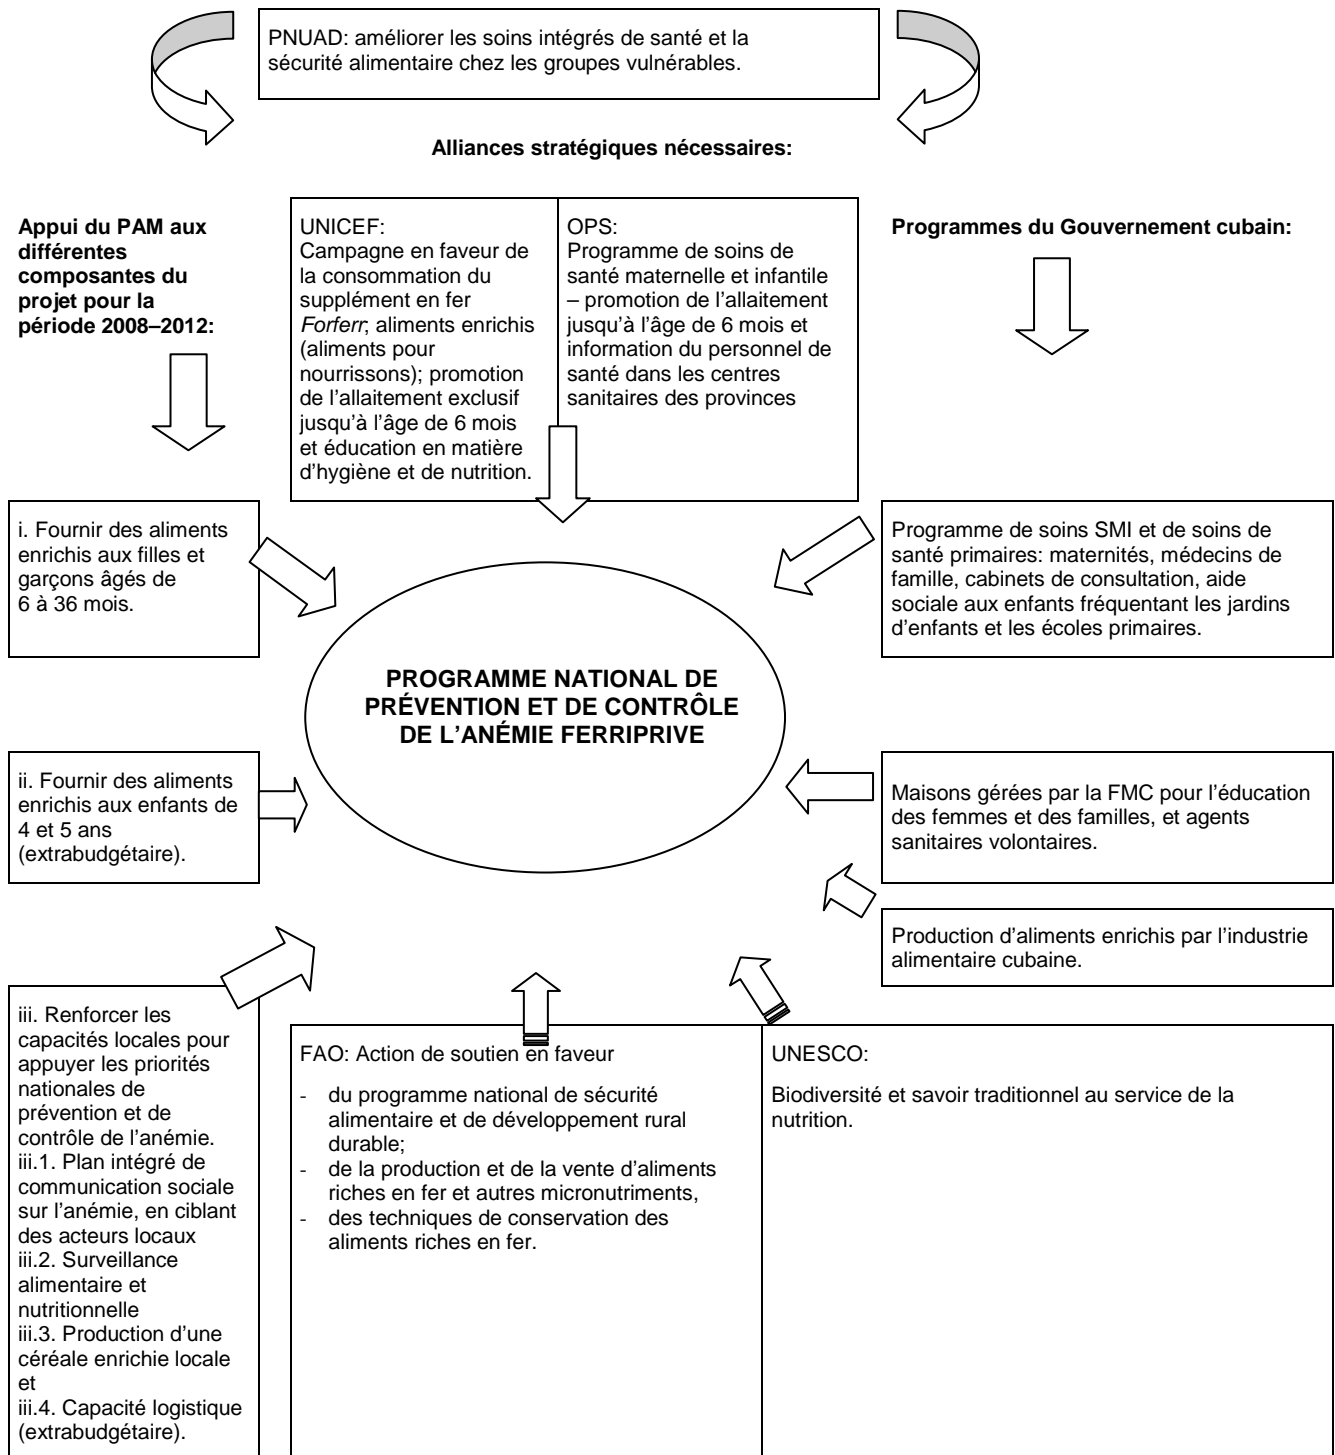 PNUAD: améliorer les soins intégrés de santé et la
sécurité alimentaire chez les groupes vulnérables.
Alliances stratégiques nécessaires:
Appui du PAM aux
différentes
composantes du
projet pour la
période 2008–2012:
UNICEF:
Campagne en faveur de
la consommation du
supplément en fer
Forferr; aliments enrichis
(aliments pour
nourrissons); promotion
de l’allaitement exclusif
jusqu’à l’âge de 6 mois
et éducation en matière
d’hygiène et de nutrition.
OPS:
Programme de soins de
santé maternelle et infantile
– promotion de l’allaitement
jusqu’à l’âge de 6 mois et
information du personnel de
santé dans les centres
sanitaires des provinces
Programmes du Gouvernement cubain:
i. Fournir des aliments
enrichis aux filles et
garçons âgés de
6 à 36 mois.
Programme de soins SMI et de soins de
santé primaires: maternités, médecins de
famille, cabinets de consultation, aide
sociale aux enfants fréquentant les jardins
d’enfants et les écoles primaires.
PROGRAMME NATIONAL DE
PRÉVENTION ET DE CONTRÔLE
DE L’ANÉMIE FERRIPRIVE
ii. Fournir des aliments
enrichis aux enfants de
4 et 5 ans
(extrabudgétaire).
Maisons gérées par la FMC pour l’éducation
des femmes et des familles, et agents
sanitaires volontaires.
Production d’aliments enrichis par l’industrie
alimentaire cubaine.
iii. Renforcer les
capacités locales pour
appuyer les priorités
nationales de
prévention et de
contrôle de l’anémie.
iii.1. Plan intégré de
communication sociale
sur l’anémie, en ciblant
des acteurs locaux
iii.2. Surveillance
alimentaire et
nutritionnelle
iii.3. Production d’une
céréale enrichie locale
et
iii.4. Capacité logistique
(extrabudgétaire).
FAO: Action de soutien en faveur
- du programme national de sécurité
alimentaire et de développement rural
durable;
- de la production et de la vente d’aliments
riches en fer et autres micronutriments,
- des techniques de conservation des
aliments riches en fer.
UNESCO:
Biodiversité et savoir traditionnel au service de la
nutrition.